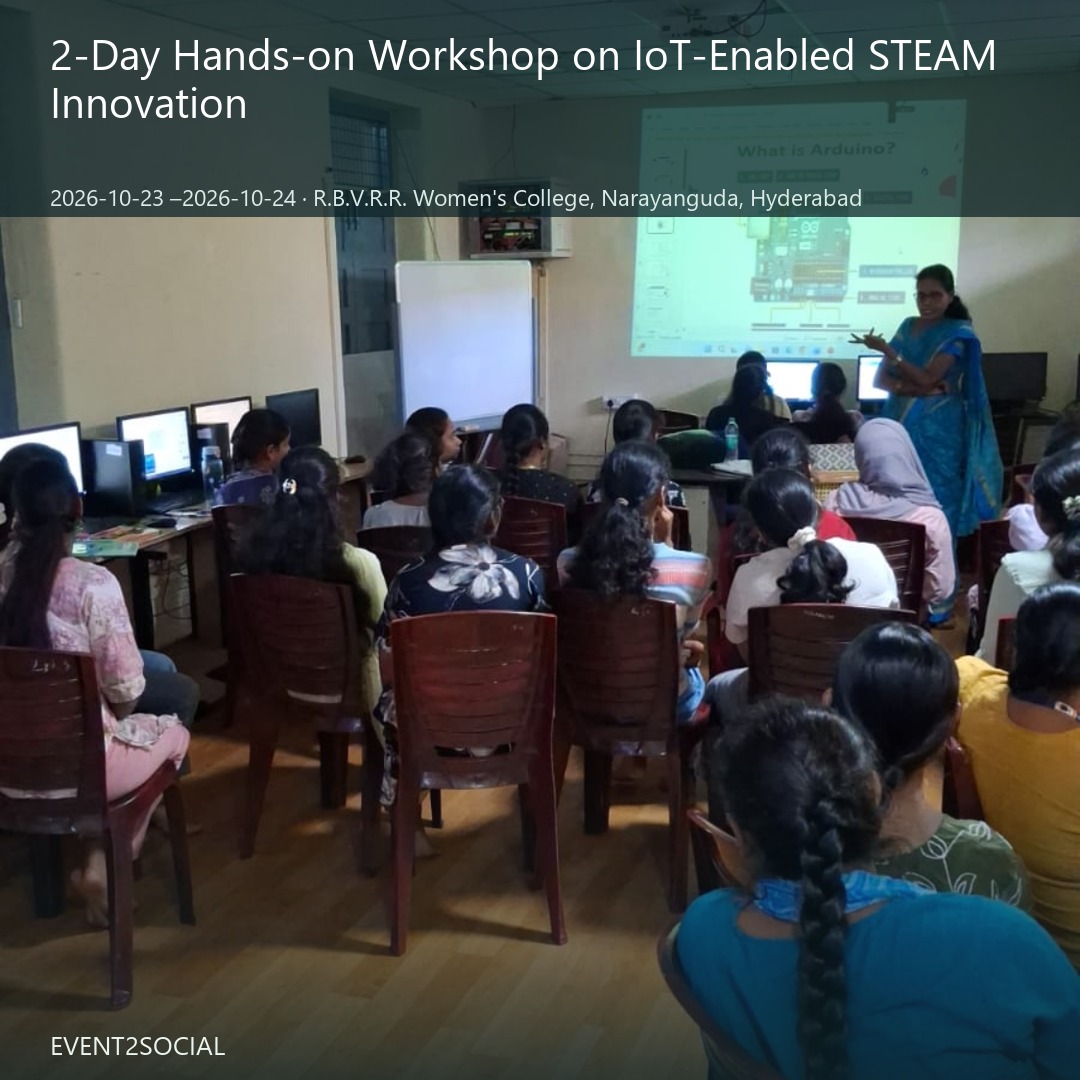 2-Day Hands-on Workshop on IoT-Enabled STEAM
Innovation
What is Arduino?
2026-10-23 –2026-10-24 · R.B.V.R.R. Women's College, Narayanguda, Hyderabad
EVENT2SOCIAL